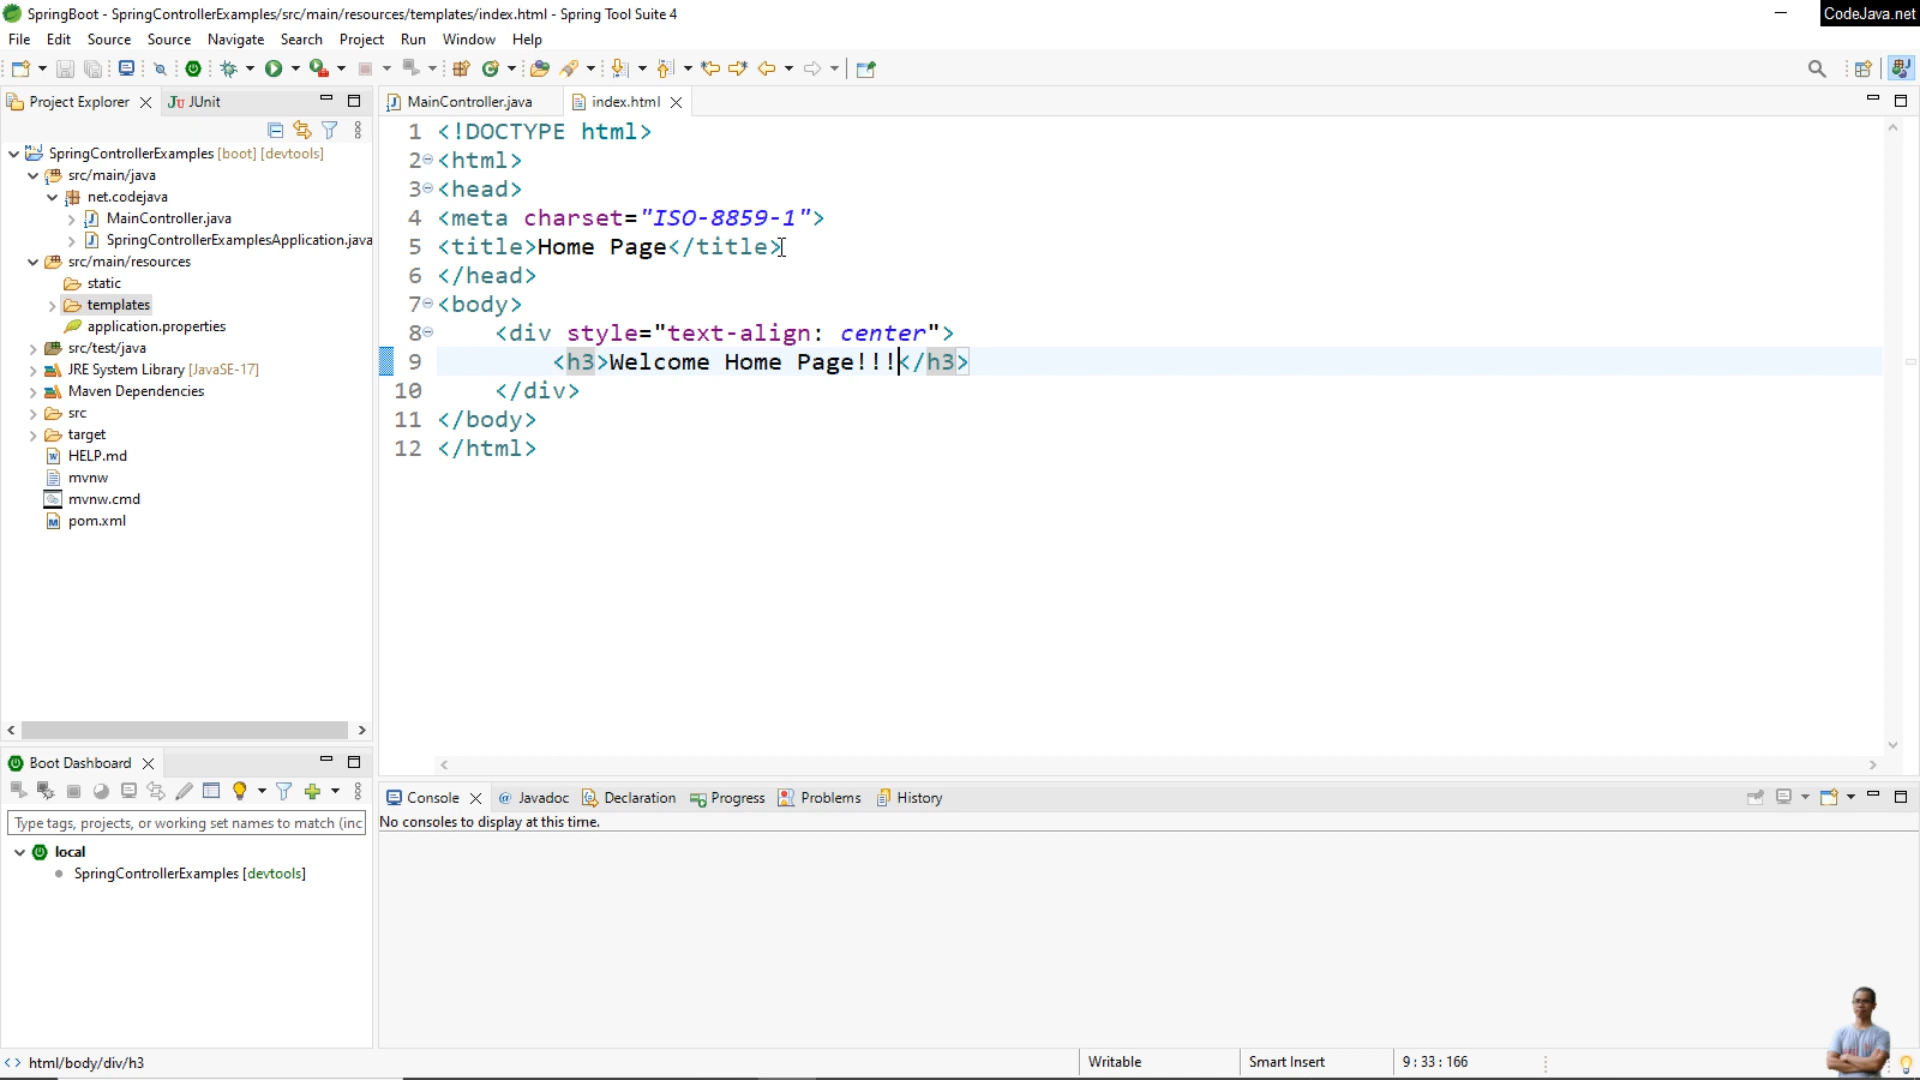 SpringBoot - SpringControllerExamples/src/main/resources/templates/index.html - Spring Tool Suite 4
CodeJava.net
File Edit Source Source Navigate Search Project Run Window Help
Project Explorer JUnit
MainController.java index.html
SpringControllerExamples [boot] [devtools]
src/main/java
net.codejava
MainController.java
SpringControllerExamplesApplication.java
src/main/resources
static
templates
application.properties
src/test/java
JRE System Library [JavaSE-17]
Maven Dependencies
src
target
HELP.md
mvnw
mvnw.cmd
pom.xml
1 <!DOCTYPE html>
2 <html>
3 <head>
4 <meta charset="ISO-8859-1">
5 <title>Home Page</title>
6 </head>
7 <body>
8 <div style="text-align: center">
9 <h3>Welcome Home Page!!!</h3>
10 </div>
11 </body>
12 </html>
Boot Dashboard
Type tags, projects, or working set names to match (inc
local
SpringControllerExamples [devtools]
Console Javadoc Declaration Progress Problems History
No consoles to display at this time.
html/body/div/h3
Writable Smart Insert 9 : 33 : 166